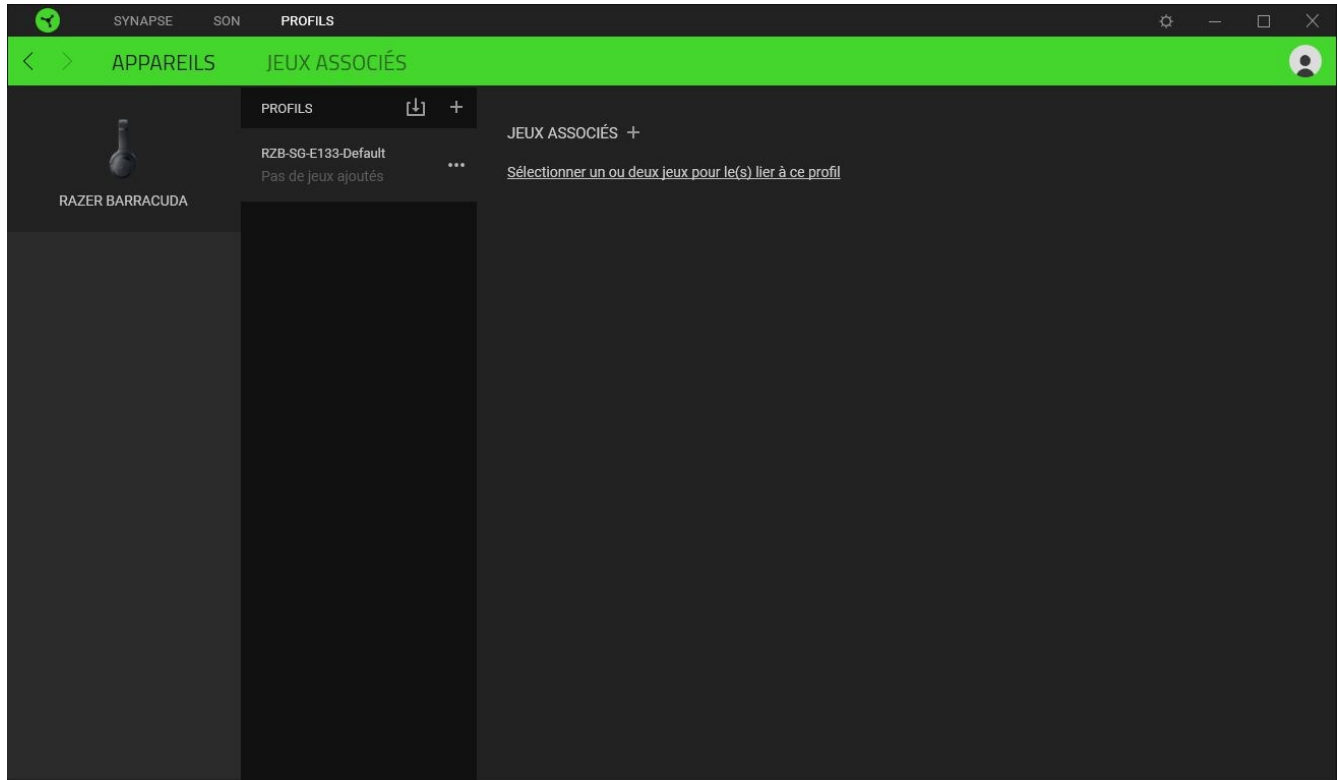 SYNAPSE SON PROFILS
APPAREILS JEUX ASSOCIÉS
PROFILS
RZB-SG-E133-Default
Pas de jeux ajoutés
RAZER BARRACUDA
JEUX ASSOCIÉS
Sélectionner un ou deux jeux pour le(s) lier à ce profil